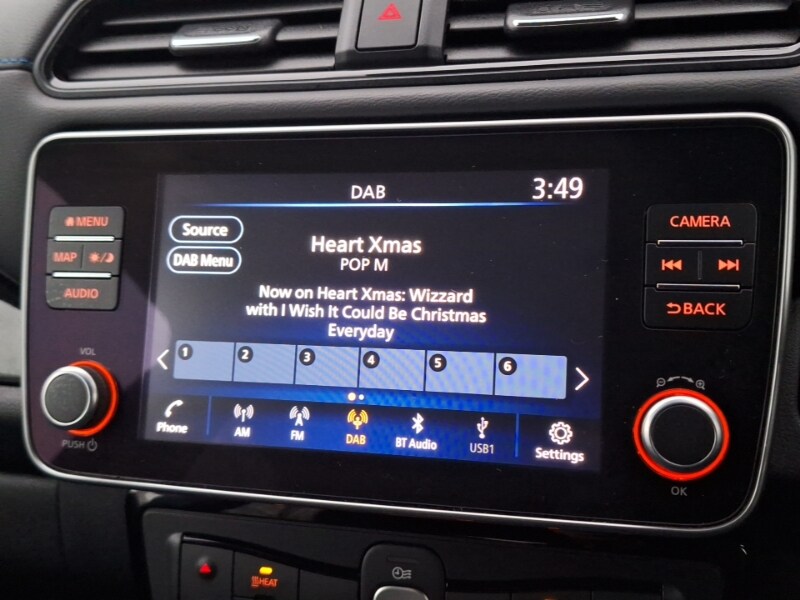 DAB
3:49
MENU
MAP
AUDIO
VOL
PUSH
Source
DAB Menu
Heart Xmas
POP M
Now on Heart Xmas: Wizzard
with I Wish It Could Be Christmas
Everyday
1 2 3 4 5 6
Phone
AM
FM
DAB
BT Audio
USB1
Settings
CAMERA
BACK
OK
HEAT